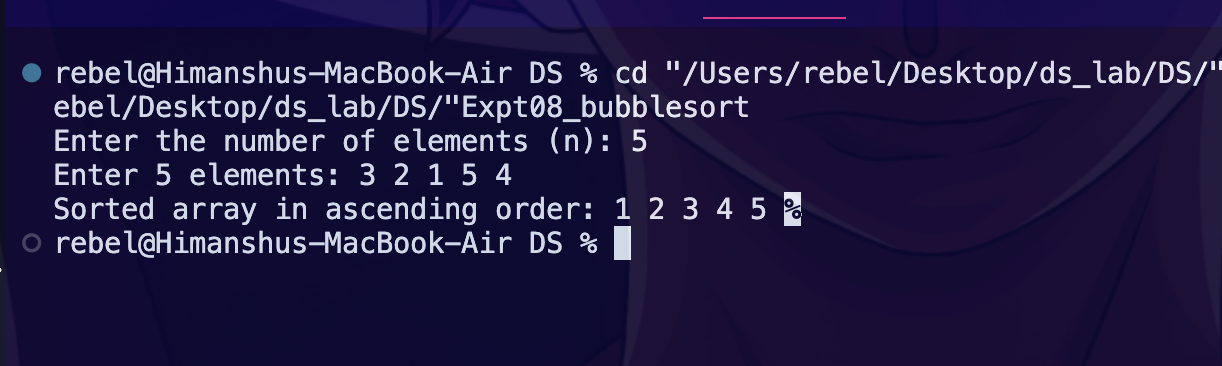 rebel@Himanshus-MacBook-Air DS % cd "/Users/rebel/Desktop/ds_lab/DS/"
ebel/Desktop/ds_lab/DS/"Expt08_bubblesort
Enter the number of elements (n): 5
Enter 5 elements: 3 2 1 5 4
Sorted array in ascending order: 1 2 3 4 5 %
rebel@Himanshus-MacBook-Air DS %